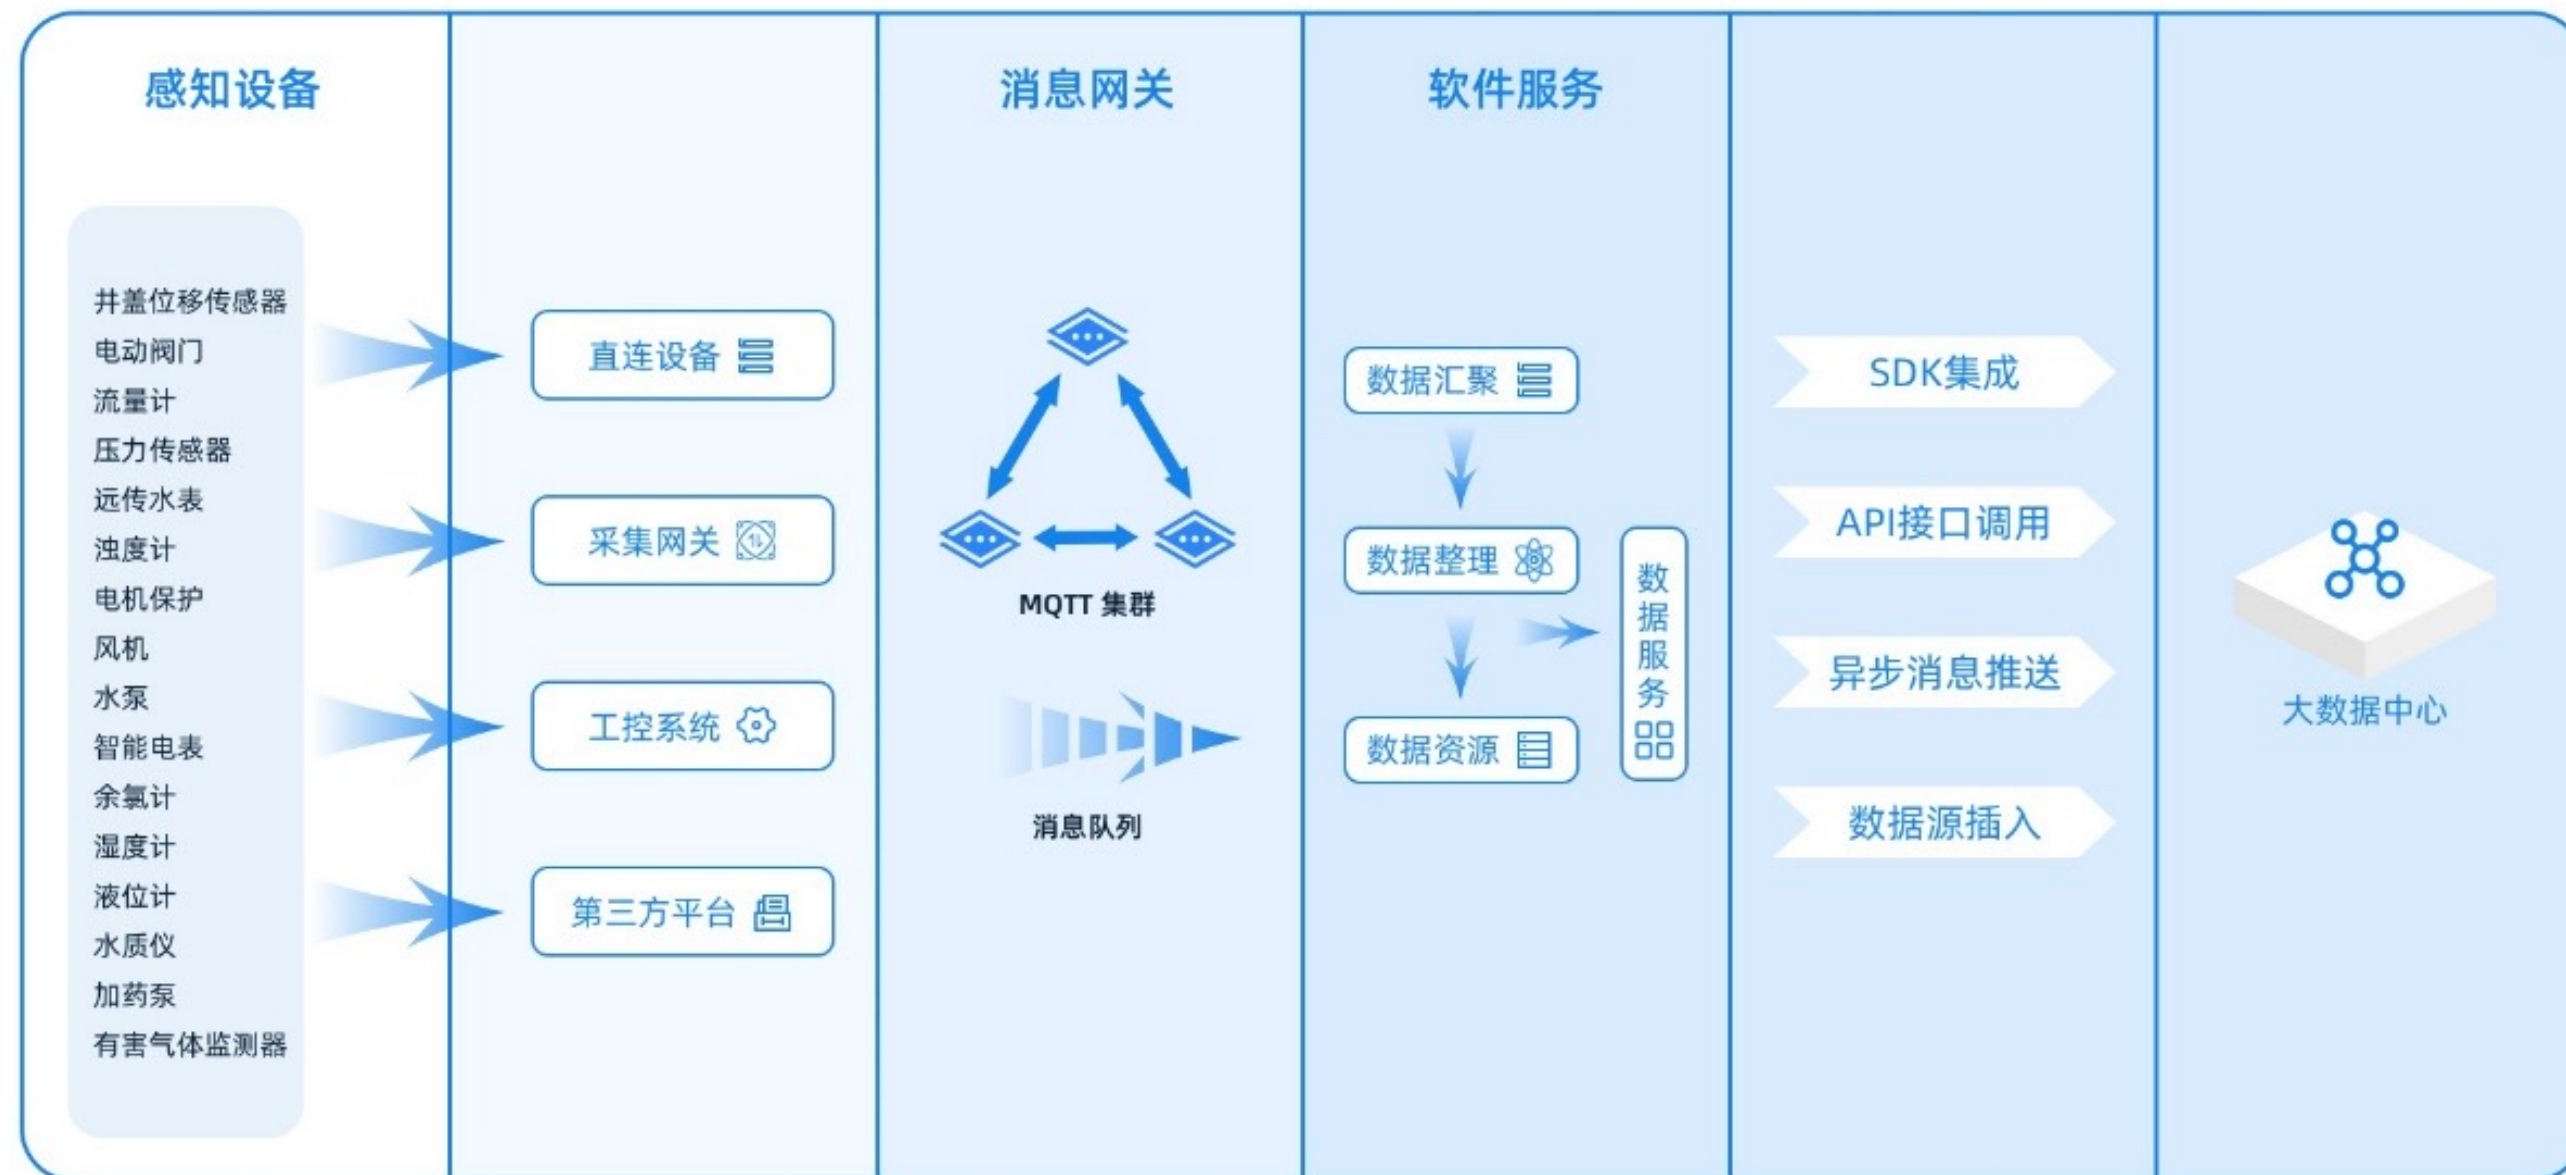 感知设备
消息网关
软件服务
井盖位移传感器
电动阀门
流量计
压力传感器
远传水表
浊度计
电机保护
风机
水泵
智能电表
余氯计
湿度计
液位计
水质仪
加药泵
有害气体监测器
直连设备
采集网关
工控系统
第三方平台
MQTT 集群
消息队列
数据汇聚
数据整理
数据资源
数据服务
SDK集成
API接口调用
异步消息推送
数据源插入
大数据中心